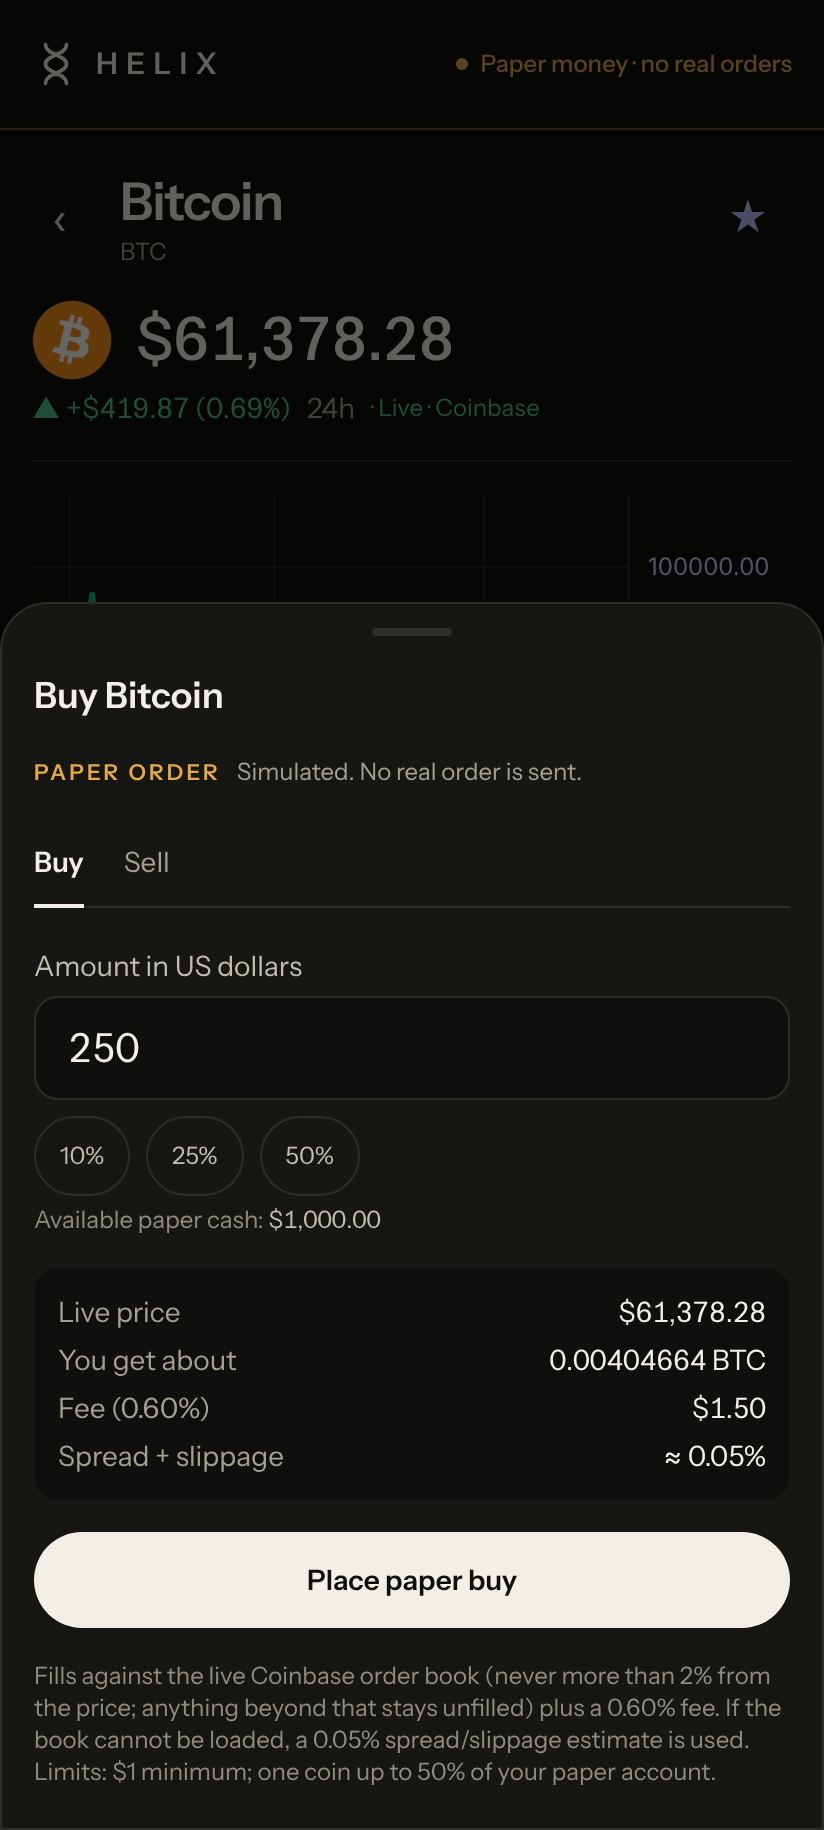 HELIX
Paper money · no real orders
Bitcoin
BTC
$61,378.28
▲ +$419.87 (0.69%) 24h · Live · Coinbase
100000.00
Buy Bitcoin
PAPER ORDER Simulated. No real order is sent.
Buy Sell
Amount in US dollars
250
10% 25% 50%
Available paper cash: $1,000.00
Live price $61,378.28
You get about 0.00404664 BTC
Fee (0.60%) $1.50
Spread + slippage ≈ 0.05%
Place paper buy
Fills against the live Coinbase order book (never more than 2% from
the price; anything beyond that stays unfilled) plus a 0.60% fee. If the
book cannot be loaded, a 0.05% spread/slippage estimate is used.
Limits: $1 minimum; one coin up to 50% of your paper account.